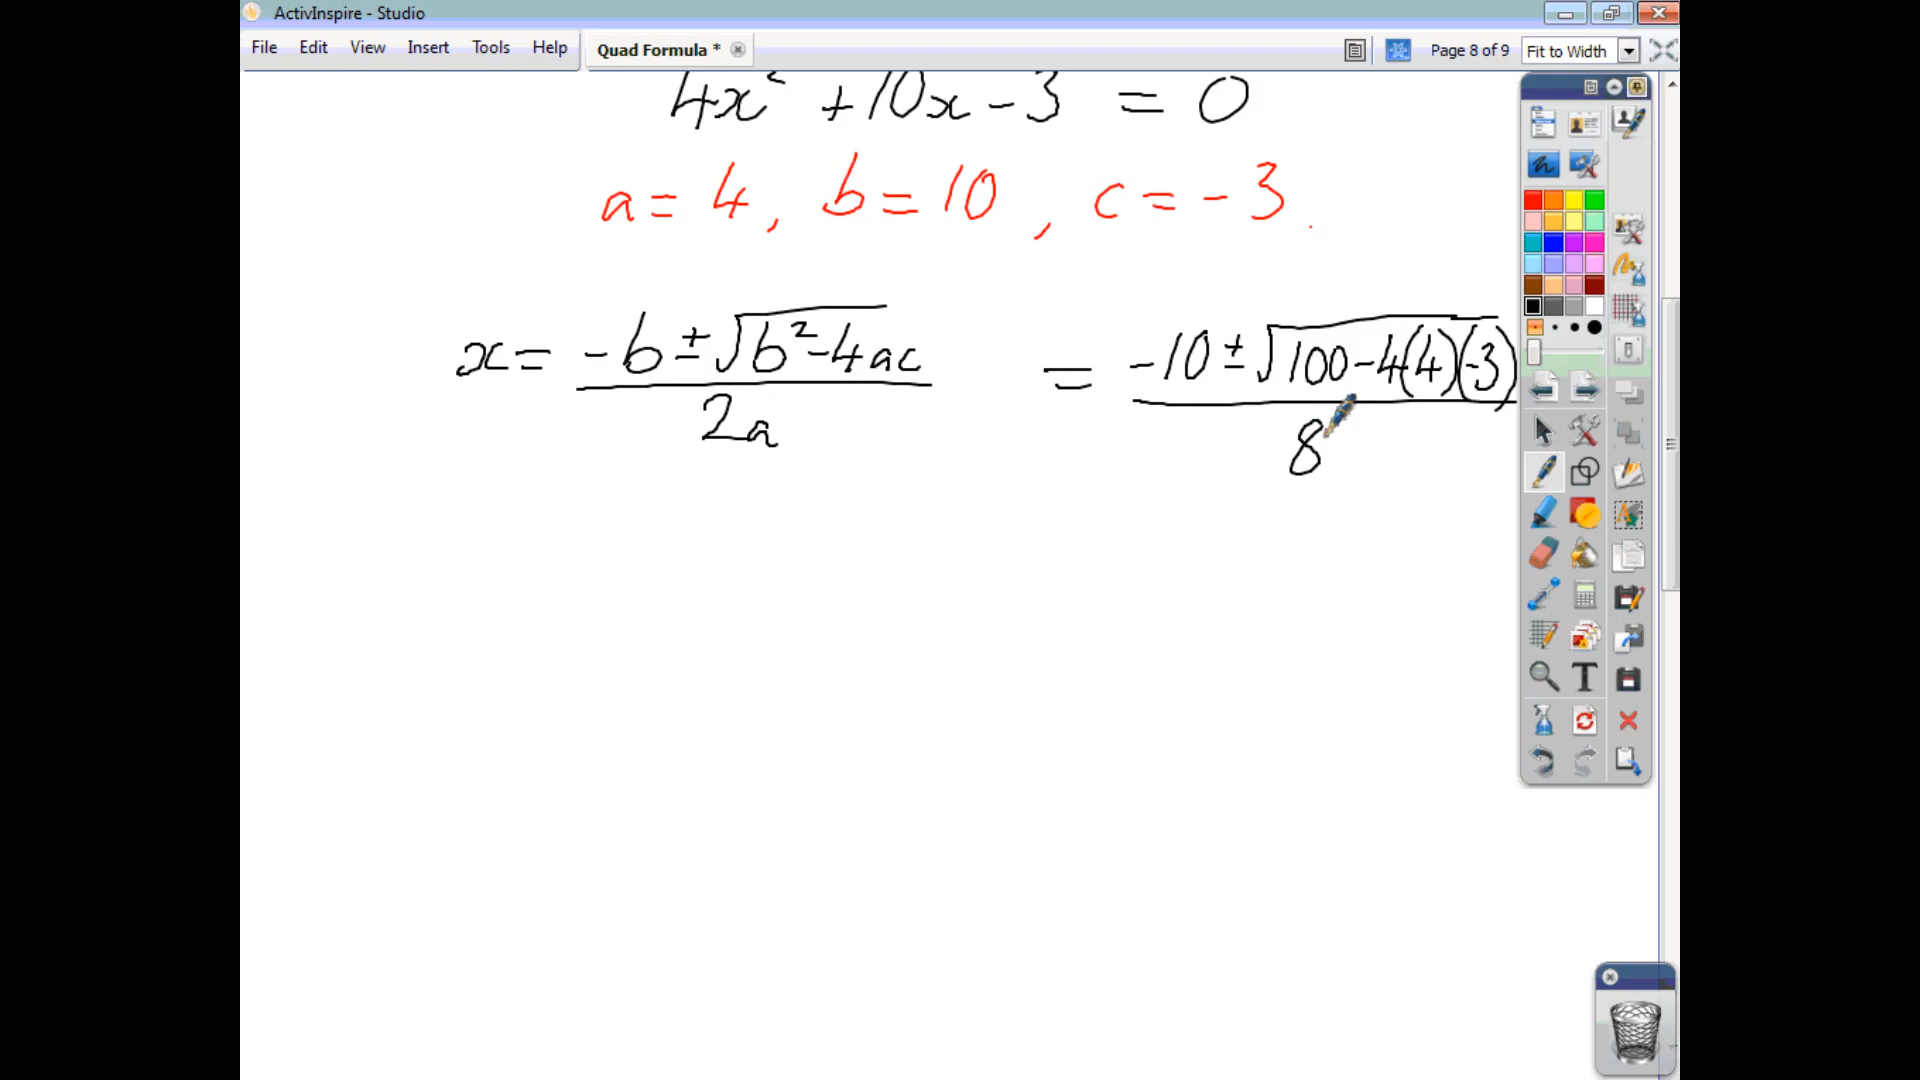 ActivInspire - Studio
File Edit View Insert Tools Help Quad Formula * Page 8 of 9 Fit to Width
4x² +10x - 3 = 0
a = 4, b = 10, c = -3.
x = -b ± √b² - 4ac / 2a = -10 ± √100 - 4(4)(-3) / 8